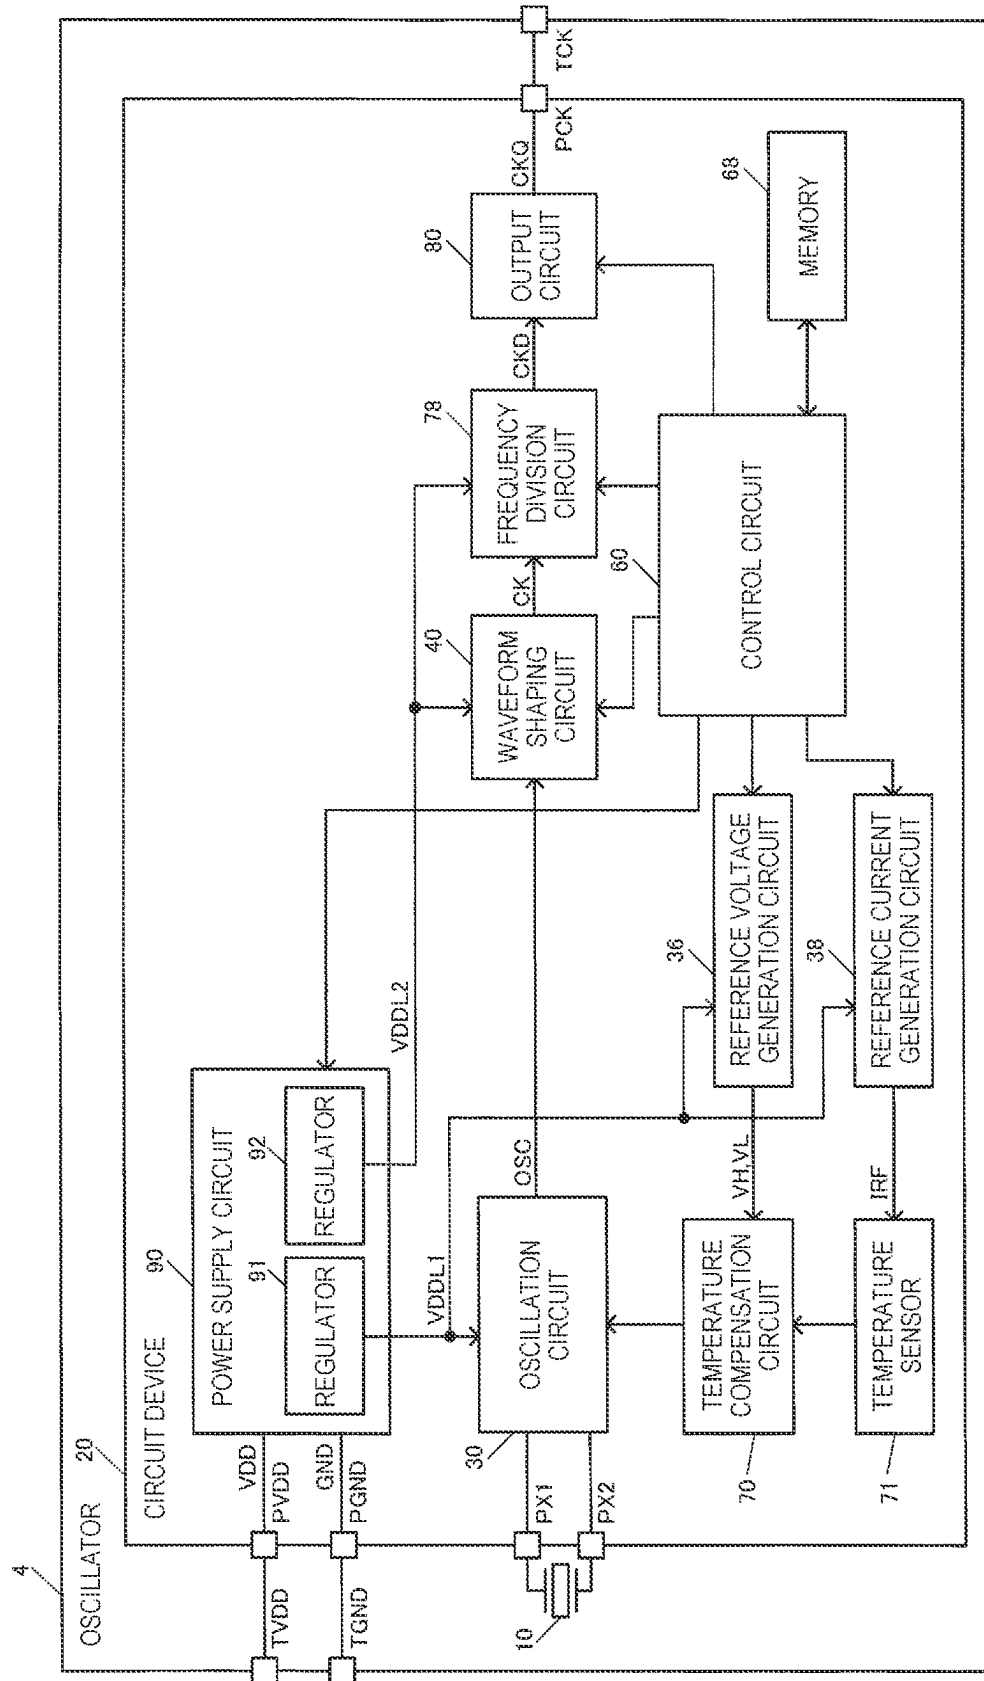 4
OSCILLATOR
20
CIRCUIT DEVICE
90
POWER SUPPLY CIRCUIT
91
REGULATOR
92
REGULATOR
TVDD
PVDD
VDD
TGND
PGND
GND
VDDL1
VDDL2
10
PX1
PX2
30
OSCILLATION
CIRCUIT
OSC
40
WAVEFORM
SHAPING
CIRCUIT
CK
78
FREQUENCY
DIVISION
CIRCUIT
CKD
80
OUTPUT
CIRCUIT
CKQ
PCK
TCK
70
TEMPERATURE
COMPENSATION
CIRCUIT
VH,VL
36
REFERENCE VOLTAGE
GENERATION CIRCUIT
71
TEMPERATURE
SENSOR
IRF
38
REFERENCE CURRENT
GENERATION CIRCUIT
60
CONTROL CIRCUIT
68
MEMORY